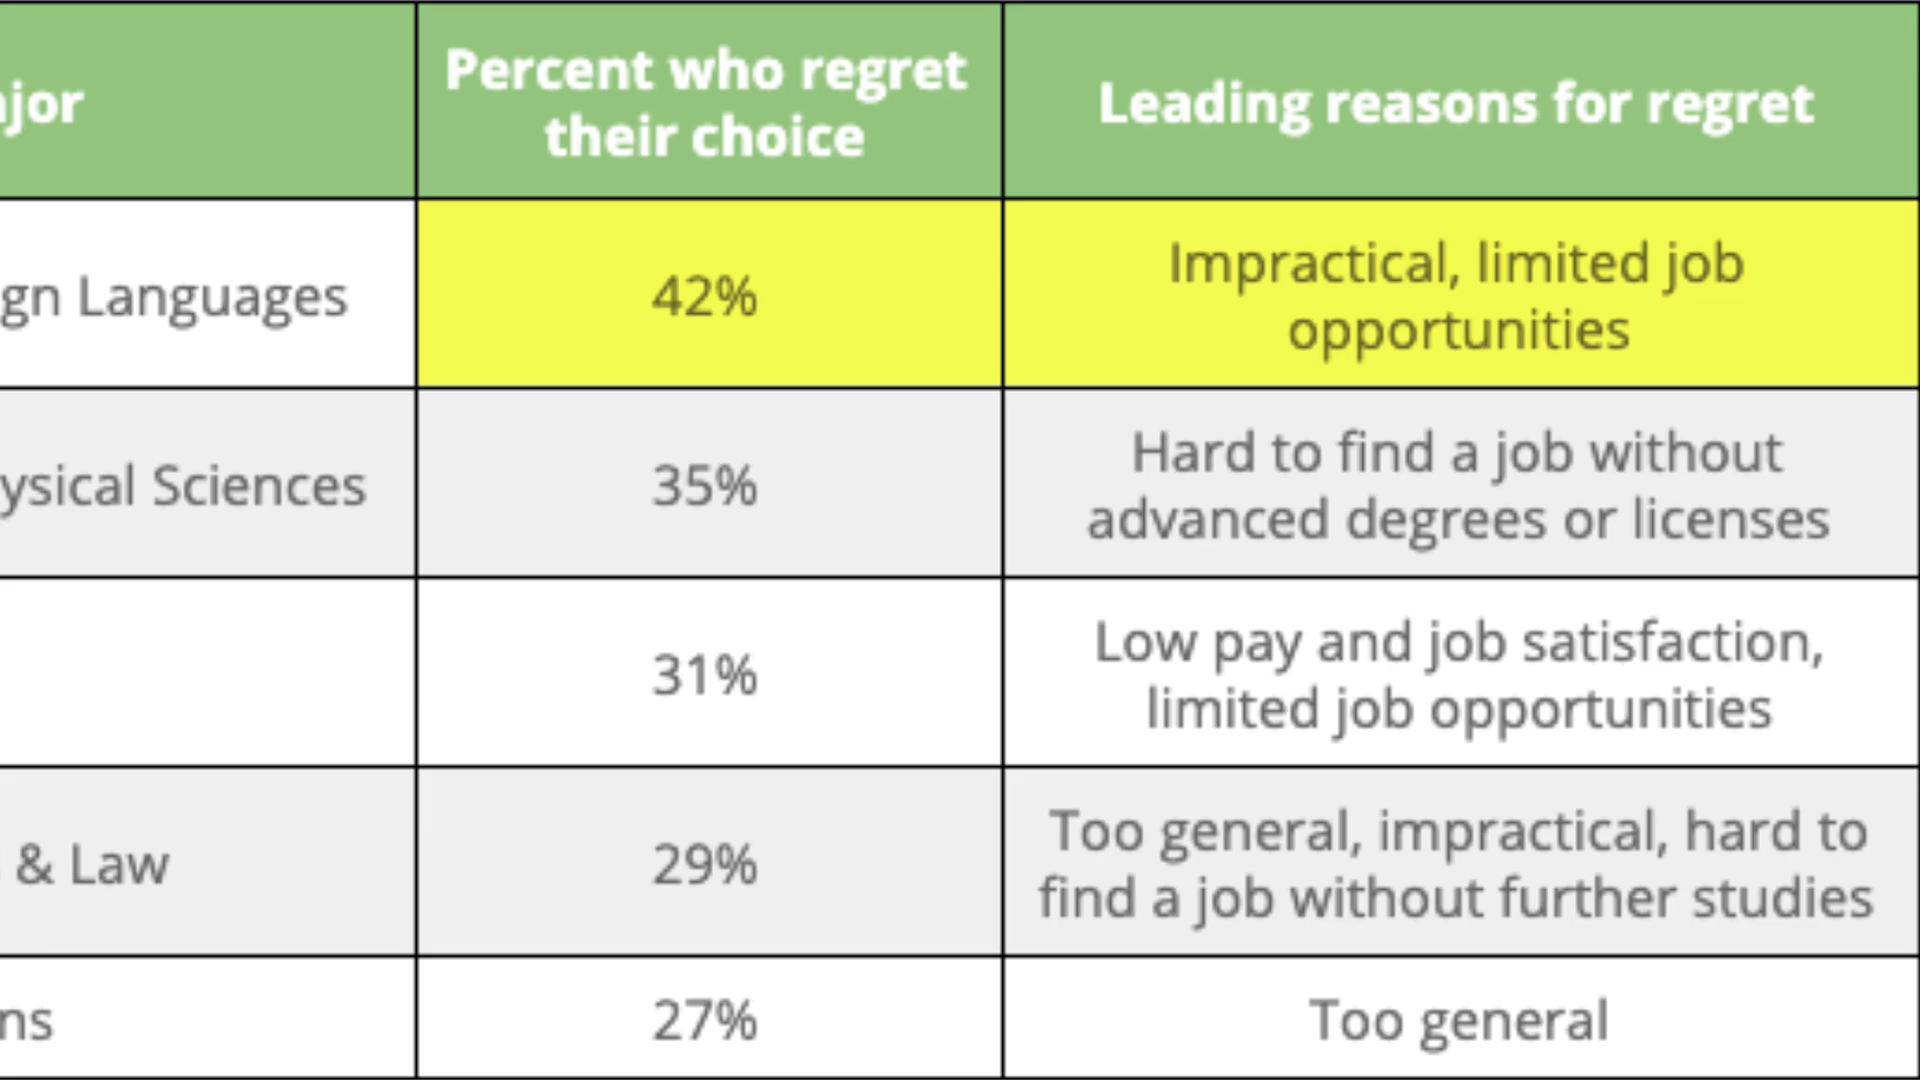 jor
Percent who regret
their choice
Leading reasons for regret
gn Languages
42%
Impractical, limited job
opportunities
ysical Sciences
35%
Hard to find a job without
advanced degrees or licenses
31%
Low pay and job satisfaction,
limited job opportunities
& Law
29%
Too general, impractical, hard to
find a job without further studies
ns
27%
Too general